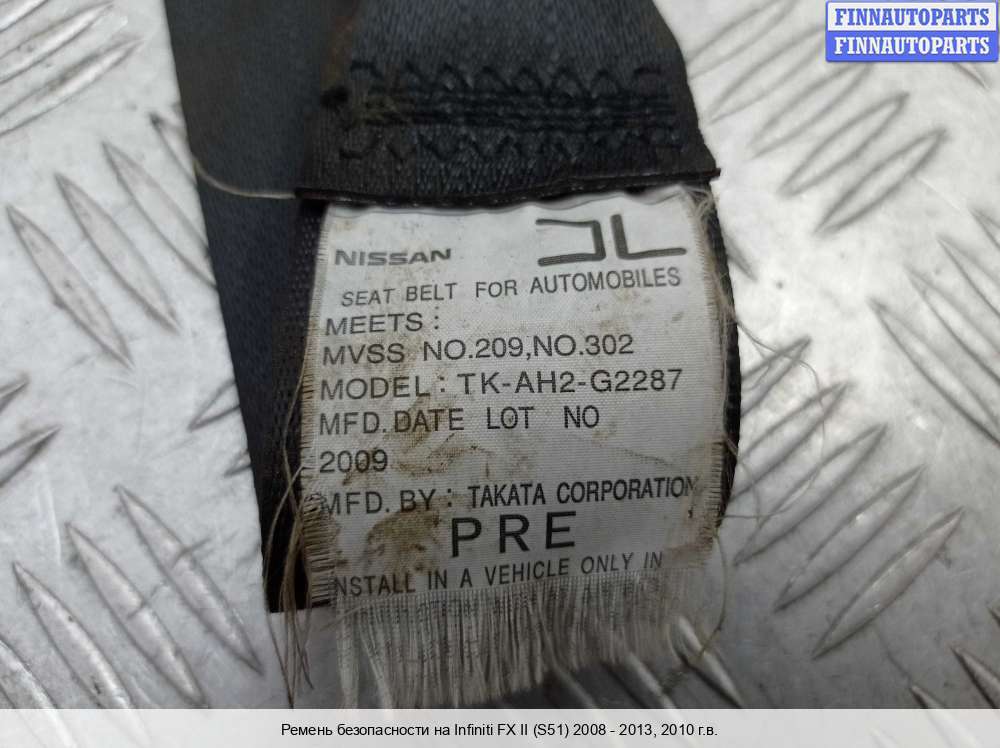 FINNAUTOPARTS
FINNAUTOPARTS
NISSAN
SEAT BELT FOR AUTOMOBILES
MEETS:
MVSS NO.209,NO.302
MODEL: TK-AH2-G2287
MFD. DATE LOT NO
2009
MFD. BY: TAKATA CORPORATION
PRE
NSTALL IN A VEHICLE ONLY IN
Ремень безопасности на Infiniti FX II (S51) 2008 - 2013, 2010 г.в.